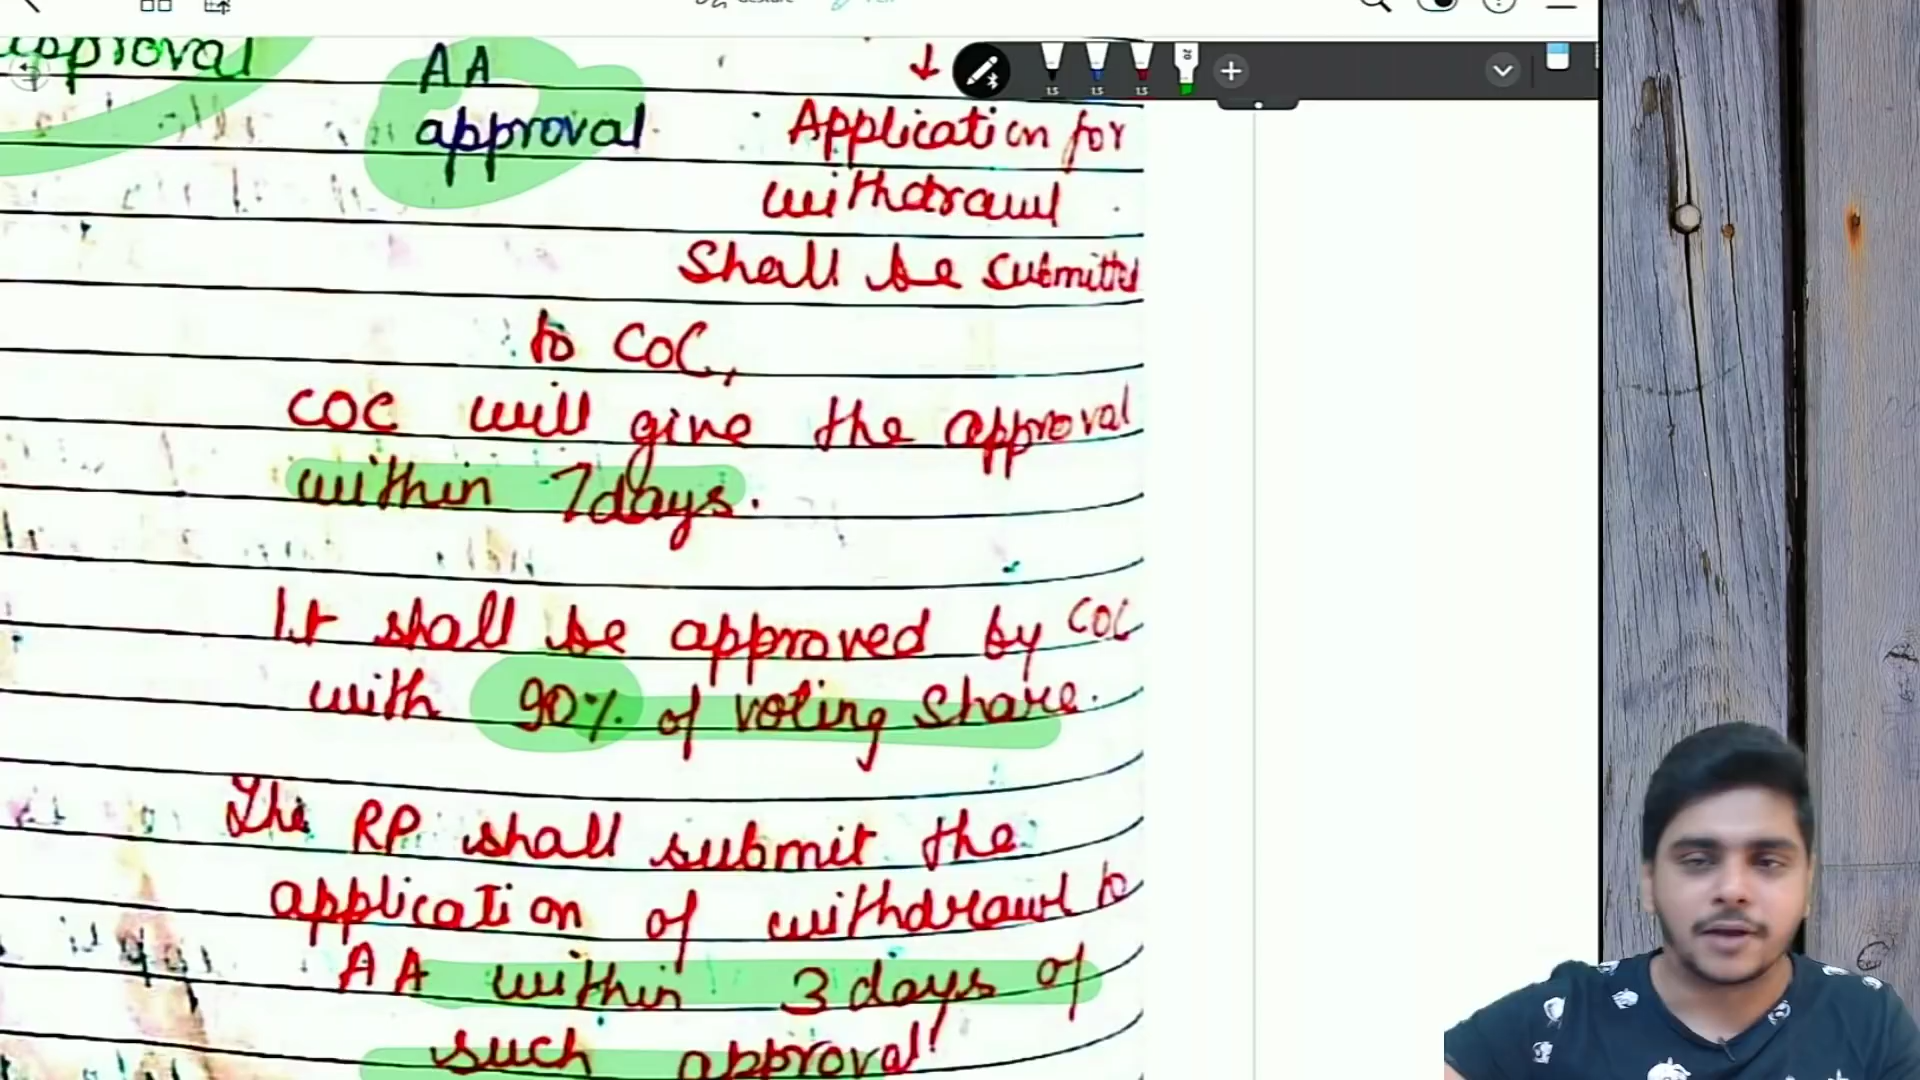 approval
AA
approval
Application for
withdrawl
Shall be submitted
to COC,
COC will give the approval
within 7days.
It shall be approved by COC
with 90% of voting share.
The RP shall submit the
application of withdrawl to
AA within 3 days of
such approval!